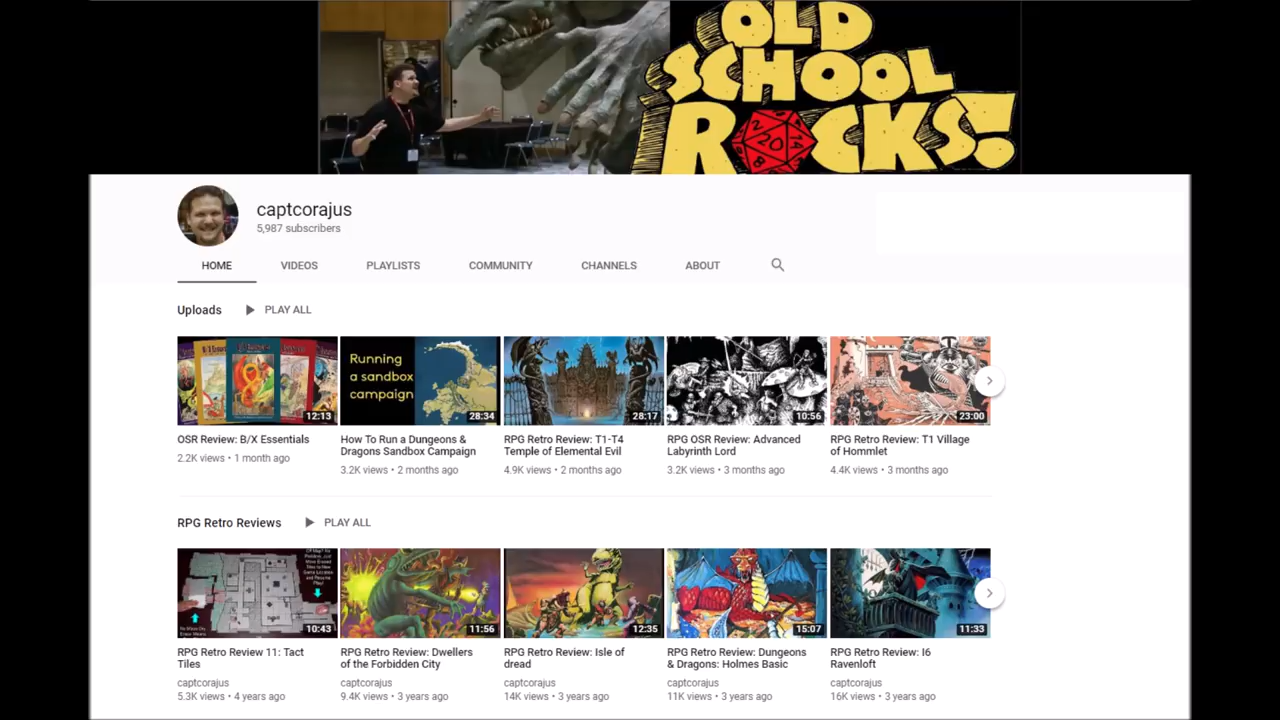 OLD
SCHOOL
ROCKS!
2
20
14
8
captcorajus
5,987 subscribers
HOME VIDEOS PLAYLISTS COMMUNITY CHANNELS ABOUT
Uploads PLAY ALL
Running
a sandbox
campaign
12:13 28:34 28:17 10:56 23:00
OSR Review: B/X Essentials
2.2K views • 1 month ago
How To Run a Dungeons &
Dragons Sandbox Campaign
3.2K views • 2 months ago
RPG Retro Review: T1-T4
Temple of Elemental Evil
4.9K views • 2 months ago
RPG OSR Review: Advanced
Labyrinth Lord
3.2K views • 3 months ago
RPG Retro Review: T1 Village
of Hommlet
4.4K views • 3 months ago
RPG Retro Reviews PLAY ALL
10:43 11:56 12:35 15:07 11:33
RPG Retro Review 11: Tact
Tiles
captcorajus
5.3K views • 4 years ago
RPG Retro Review: Dwellers
of the Forbidden City
captcorajus
9.4K views • 3 years ago
RPG Retro Review: Isle of
dread
captcorajus
14K views • 3 years ago
RPG Retro Review: Dungeons
& Dragons: Holmes Basic
captcorajus
11K views • 3 years ago
RPG Retro Review: I6
Ravenloft
captcorajus
16K views • 3 years ago